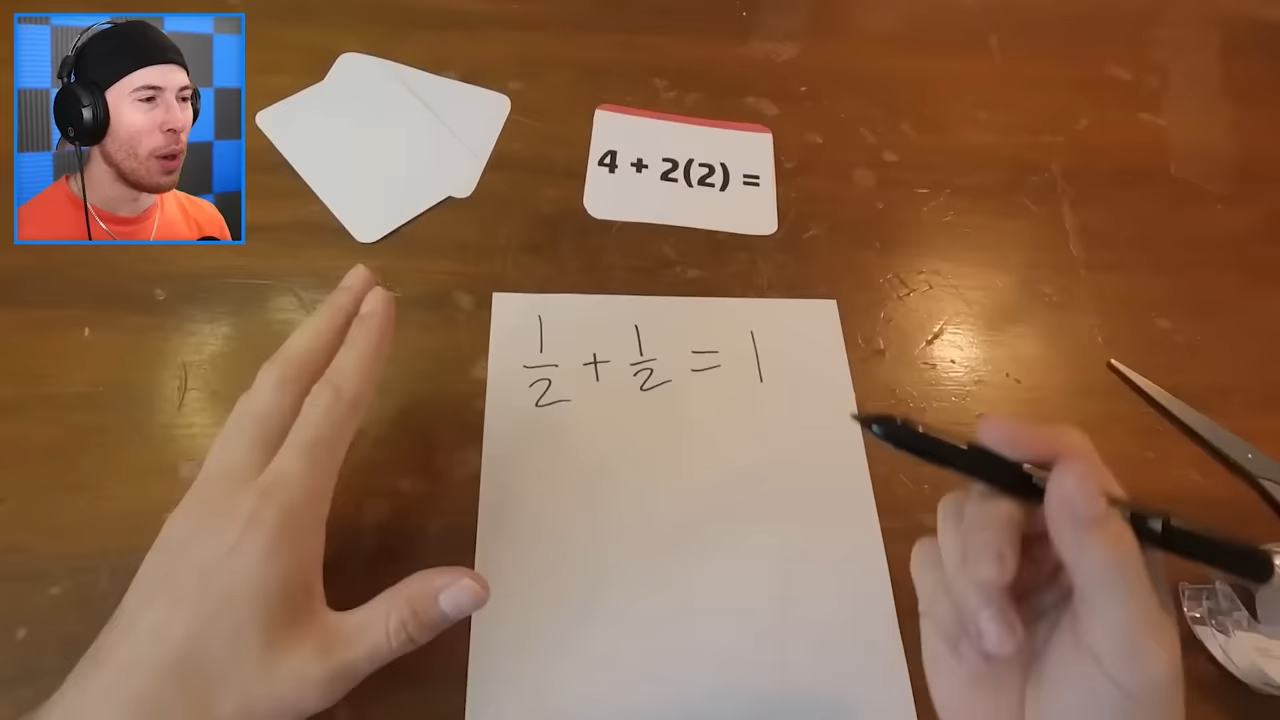 4 + 2(2) =
1/2 + 1/2 = 1